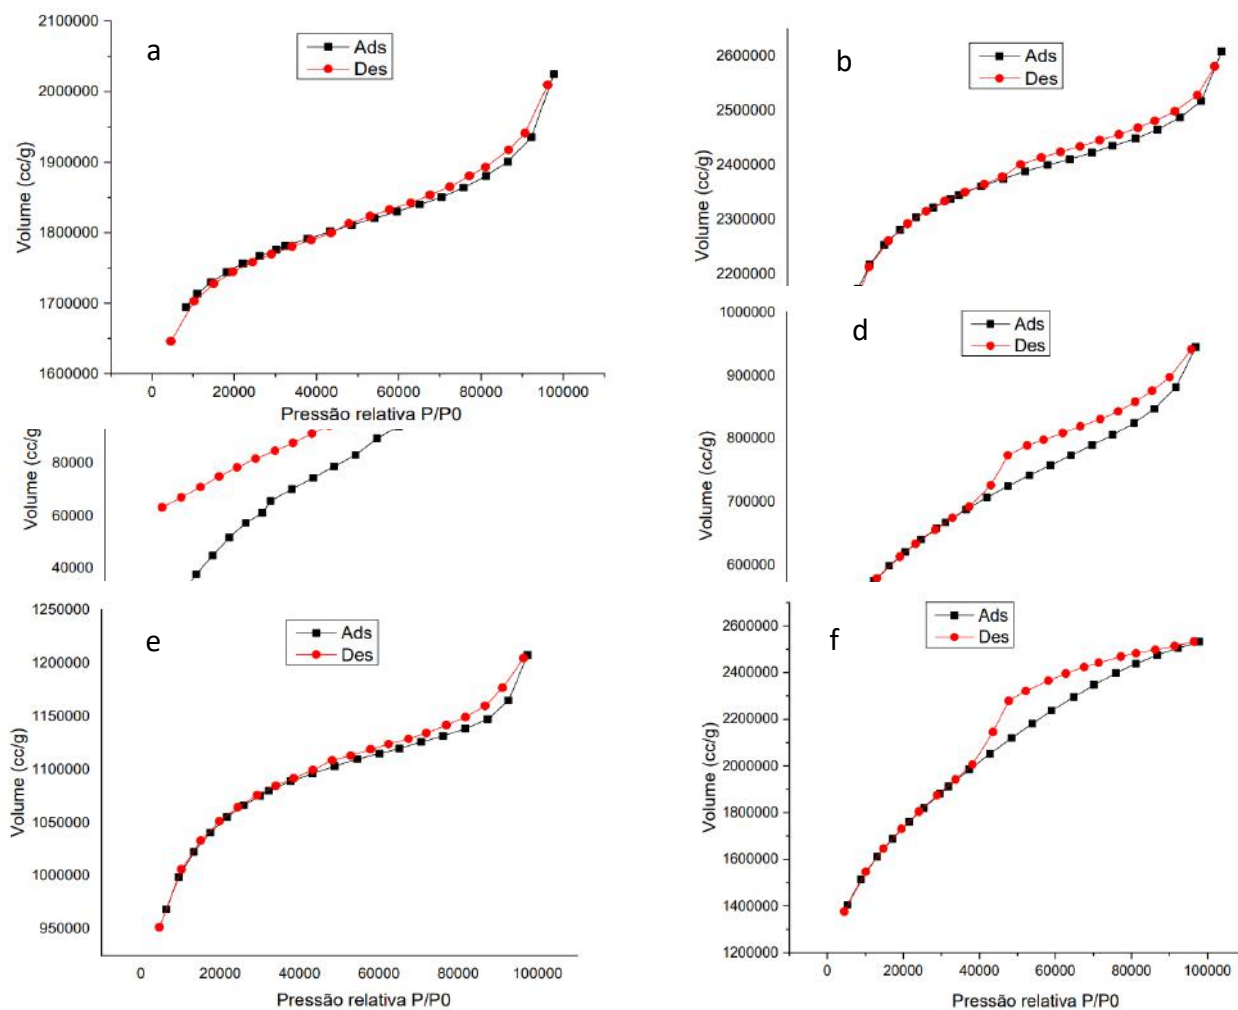 a
Ads
Des
2100000
2000000
1900000
1800000
1700000
1600000
Volume (cc/g)
0 20000 40000 60000 80000 100000
Pressão relativa P/P0
b
Ads
Des
2600000
2500000
2400000
2300000
2200000
Volume (cc/g)
80000
60000
40000
Volume (cc/g
d
Ads
Des
1000000
900000
800000
700000
600000
Volume (cc/g)
e
Ads
Des
1250000
1200000
1150000
1100000
1050000
1000000
950000
Volume (cc/g)
0 20000 40000 60000 80000 100000
Pressão relativa P/P0
f
Ads
Des
2600000
2400000
2200000
2000000
1800000
1600000
1400000
1200000
Volume (cc/g)
0 20000 40000 60000 80000 100000
Pressão relativa P/P0